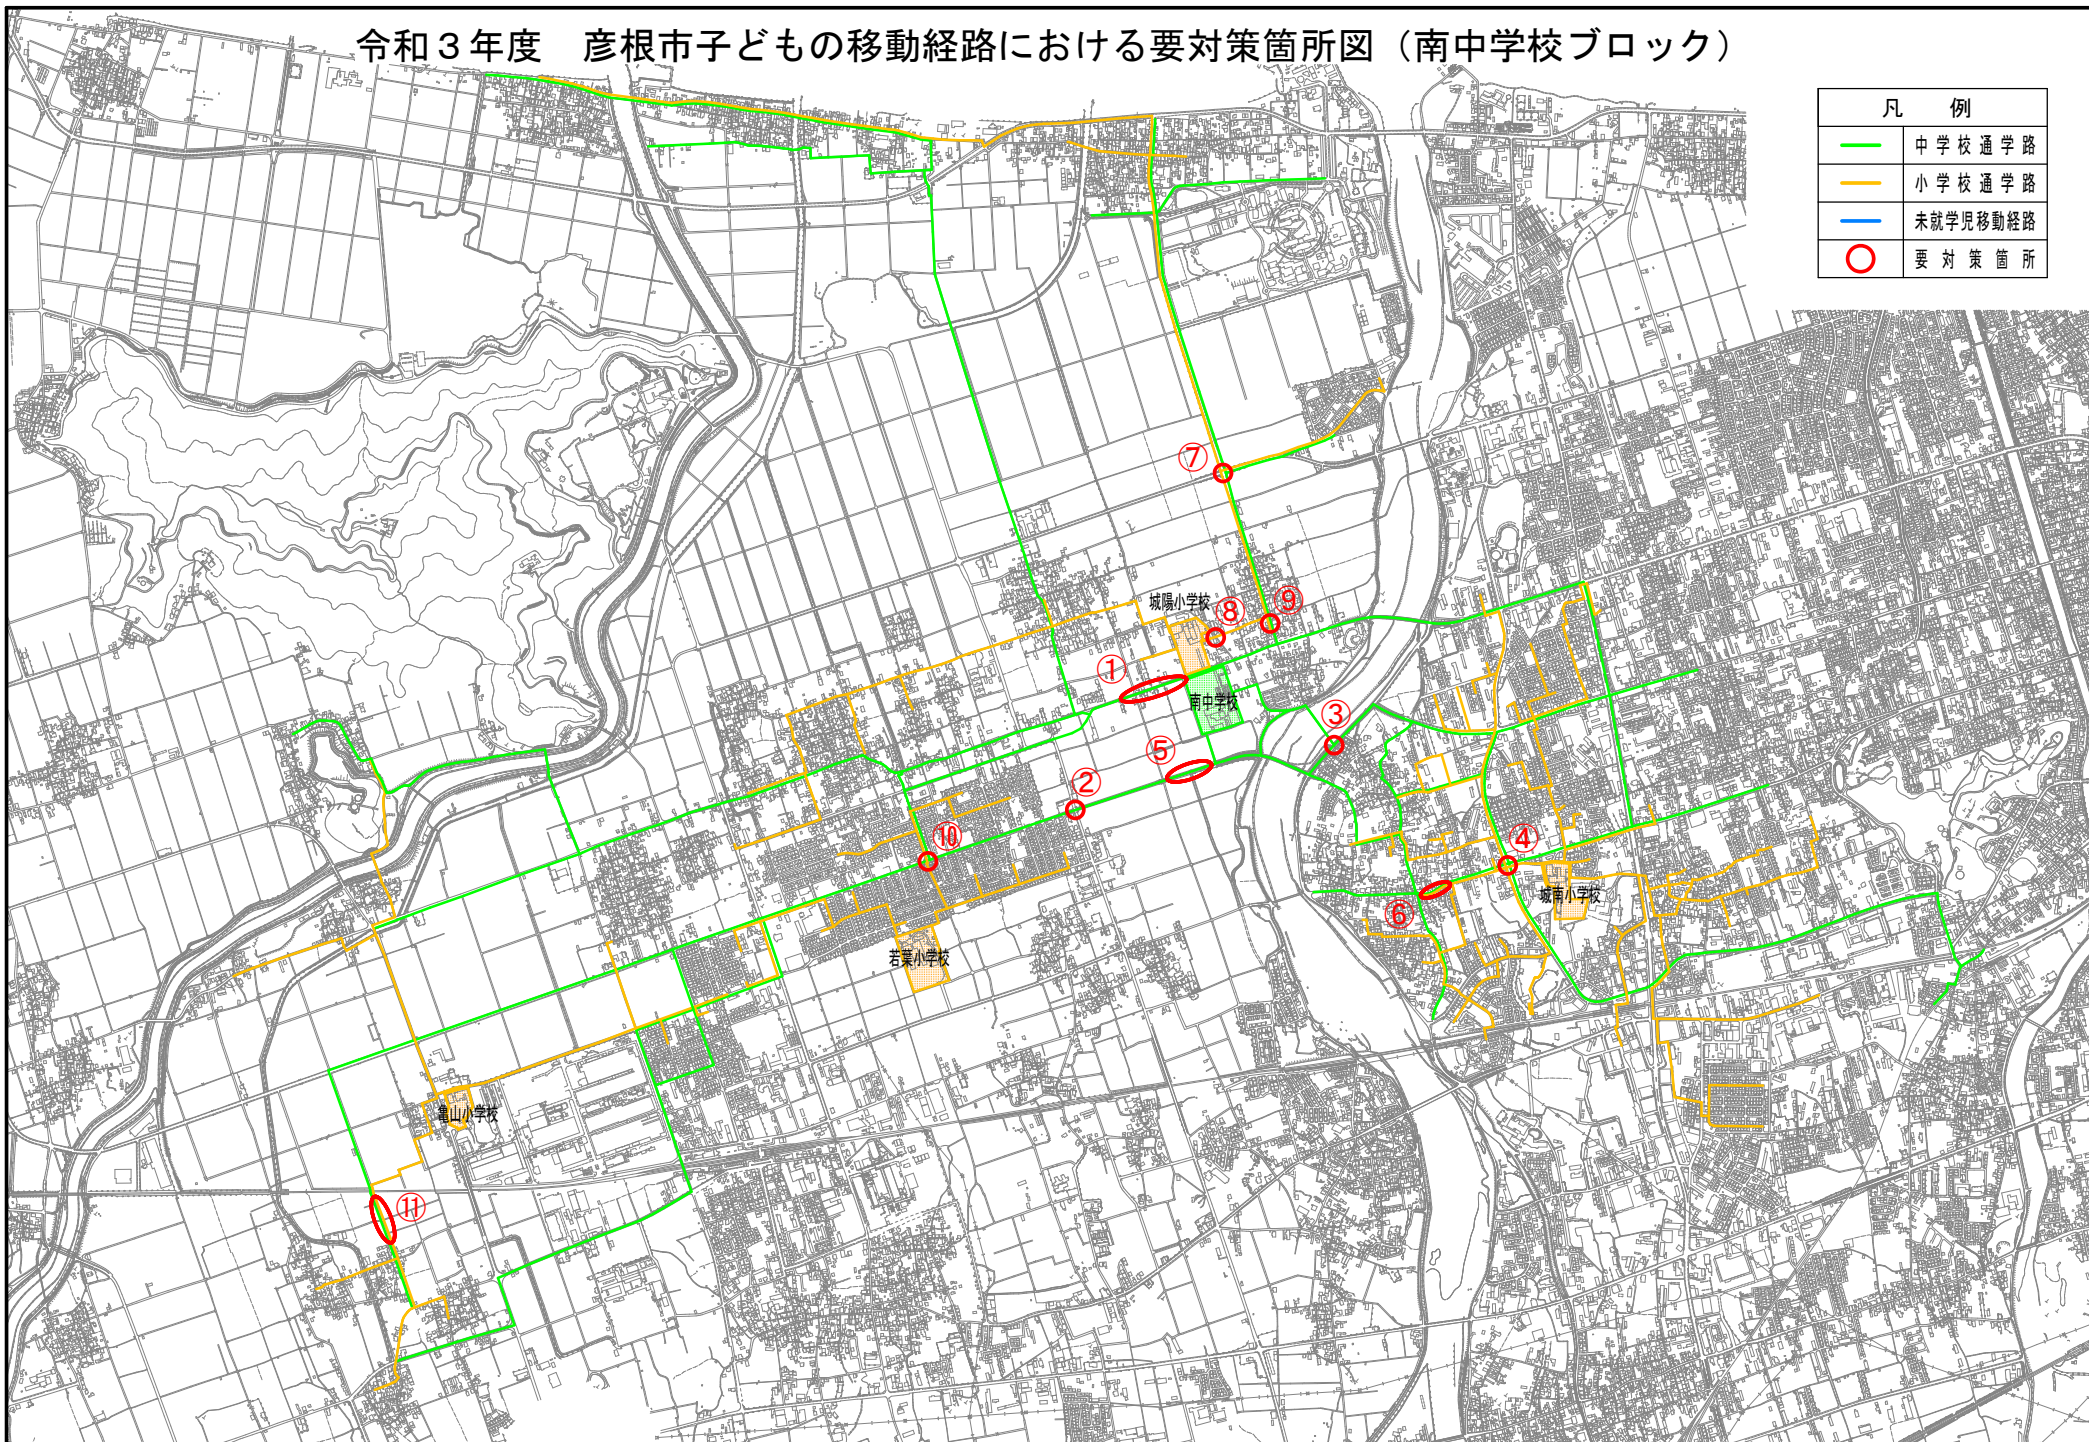 令和３年度　彦根市子どもの移動経路における要対策箇所図（南中学校ブロック）
凡　例
中学校通学路
小学校通学路
未就学児移動経路
要対策箇所
⑦
城陽小学校
⑧
⑨
①
南中学校
③
⑤
②
⑩
④
城南小学校
⑥
若葉小学校
亀山小学校
⑪